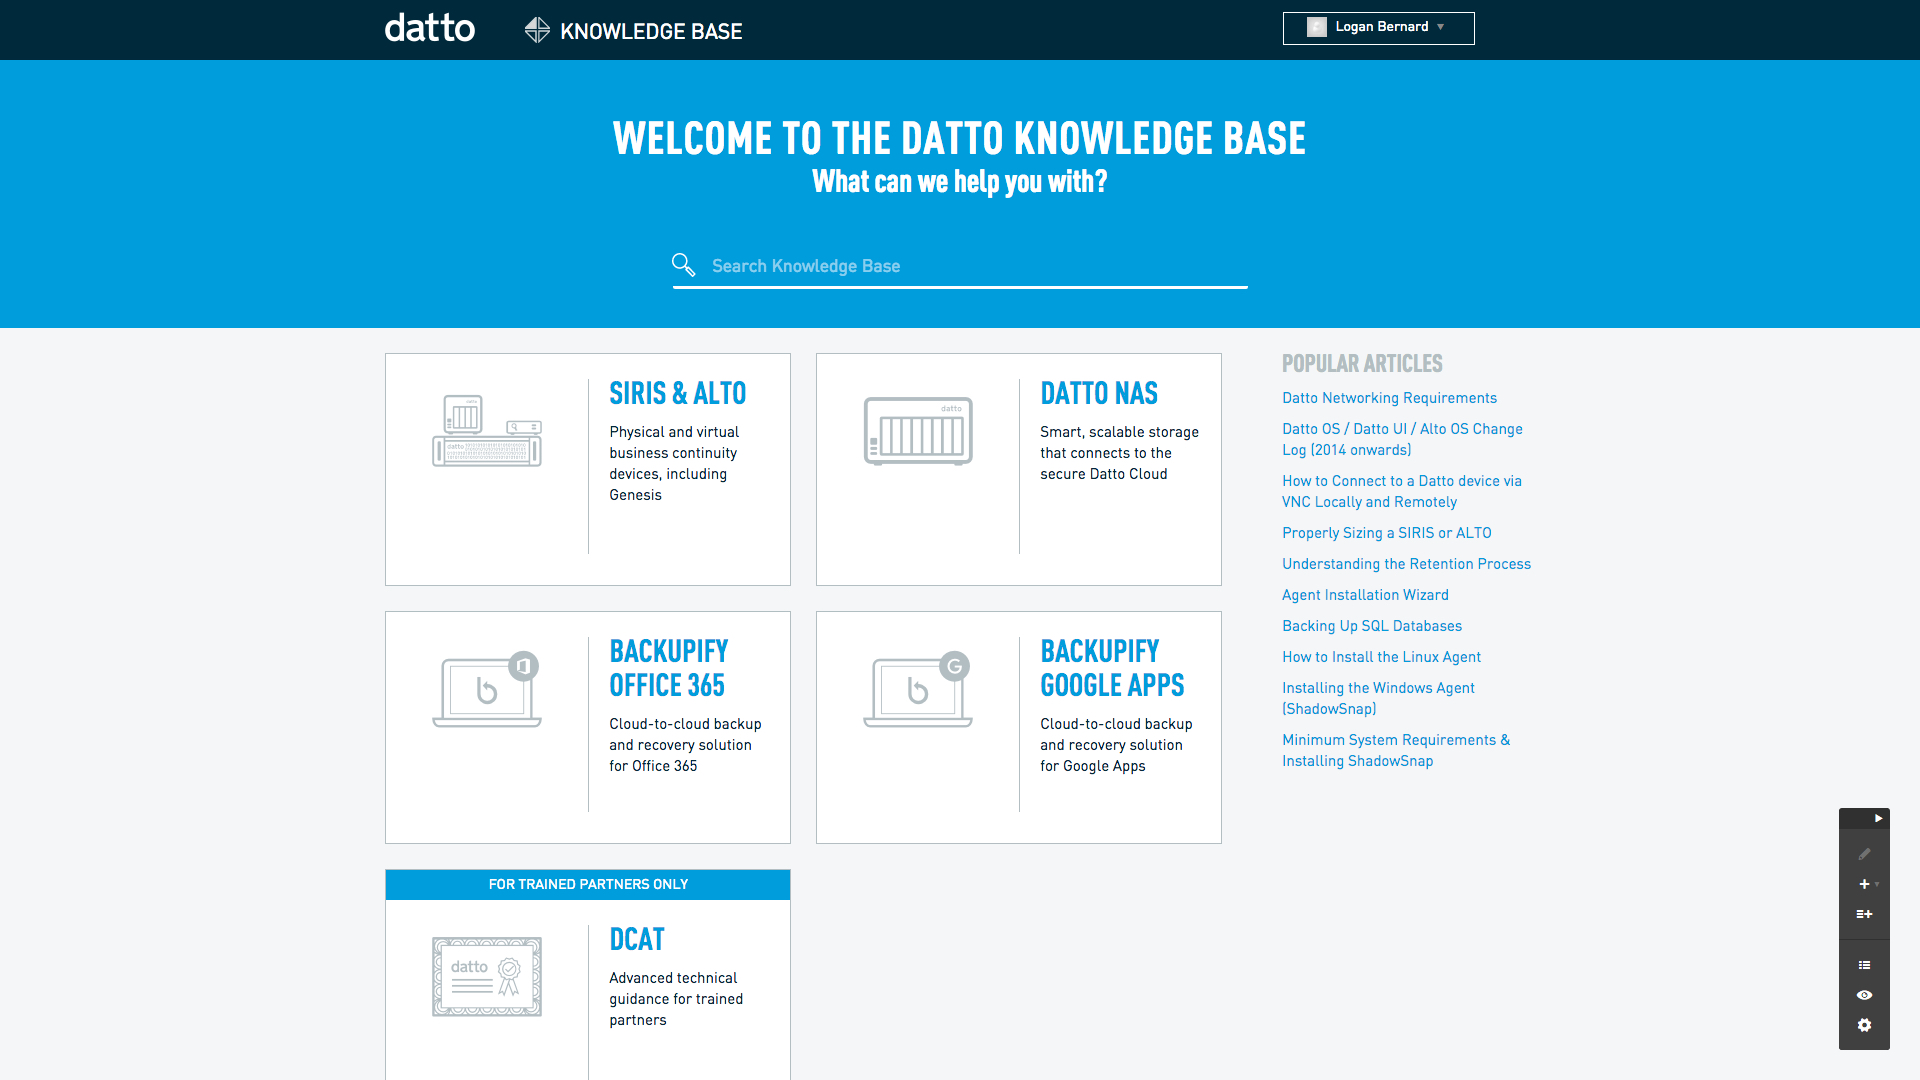 datto
KNOWLEDGE BASE
Logan Bernard
WELCOME TO THE DATTO KNOWLEDGE BASE
What can we help you with?
Search Knowledge Base
SIRIS & ALTO
Physical and virtual
business continuity
devices, including
Genesis
datto
datto
DATTO NAS
Smart, scalable storage
that connects to the
secure Datto Cloud
datto
BACKUPIFY
OFFICE 365
Cloud-to-cloud backup
and recovery solution
for Office 365
BACKUPIFY
GOOGLE APPS
Cloud-to-cloud backup
and recovery solution
for Google Apps
G
FOR TRAINED PARTNERS ONLY
DCAT
Advanced technical
guidance for trained
partners
datto
POPULAR ARTICLES
Datto Networking Requirements
Datto OS / Datto UI / Alto OS Change
Log (2014 onwards)
How to Connect to a Datto device via
VNC Locally and Remotely
Properly Sizing a SIRIS or ALTO
Understanding the Retention Process
Agent Installation Wizard
Backing Up SQL Databases
How to Install the Linux Agent
Installing the Windows Agent
(ShadowSnap)
Minimum System Requirements &
Installing ShadowSnap